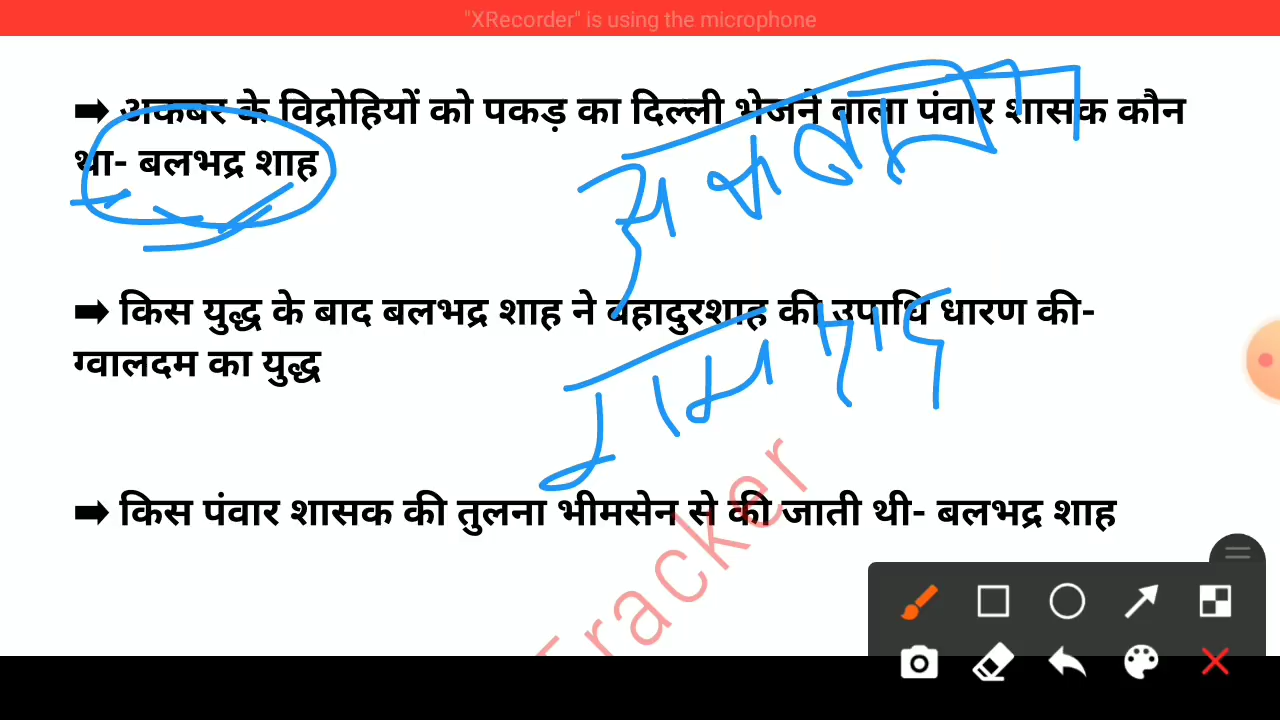 "XRecorder" is using the microphone
➡ अकबर के विद्रोहियों को पकड़ का दिल्ली भेजने वाला पंवार शासक कौन
था- बलभद्र शाह
➡ किस युद्ध के बाद बलभद्र शाह ने बहादुरशाह की उपाधि धारण की-
ग्वालदम का युद्ध
➡ किस पंवार शासक की तुलना भीमसेन से की जाती थी- बलभद्र शाह
Tracker